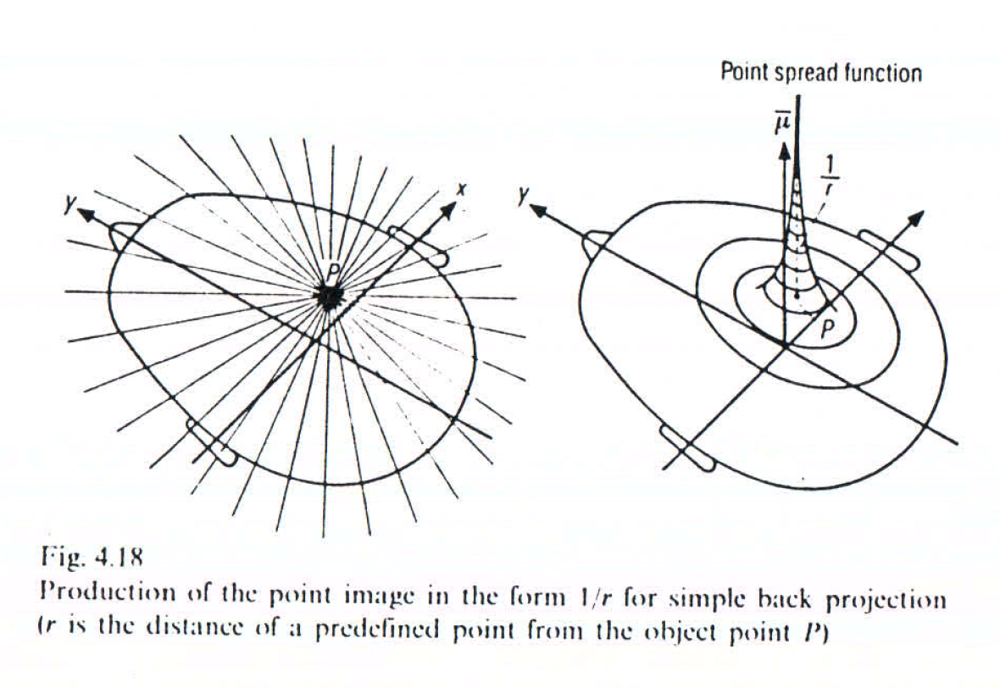 Point spread function
y
x
P
y
μ̅
1
r
P
Fig. 4.18
Production of the point image in the form 1/r for simple back projection
(r is the distance of a predefined point from the object point P)